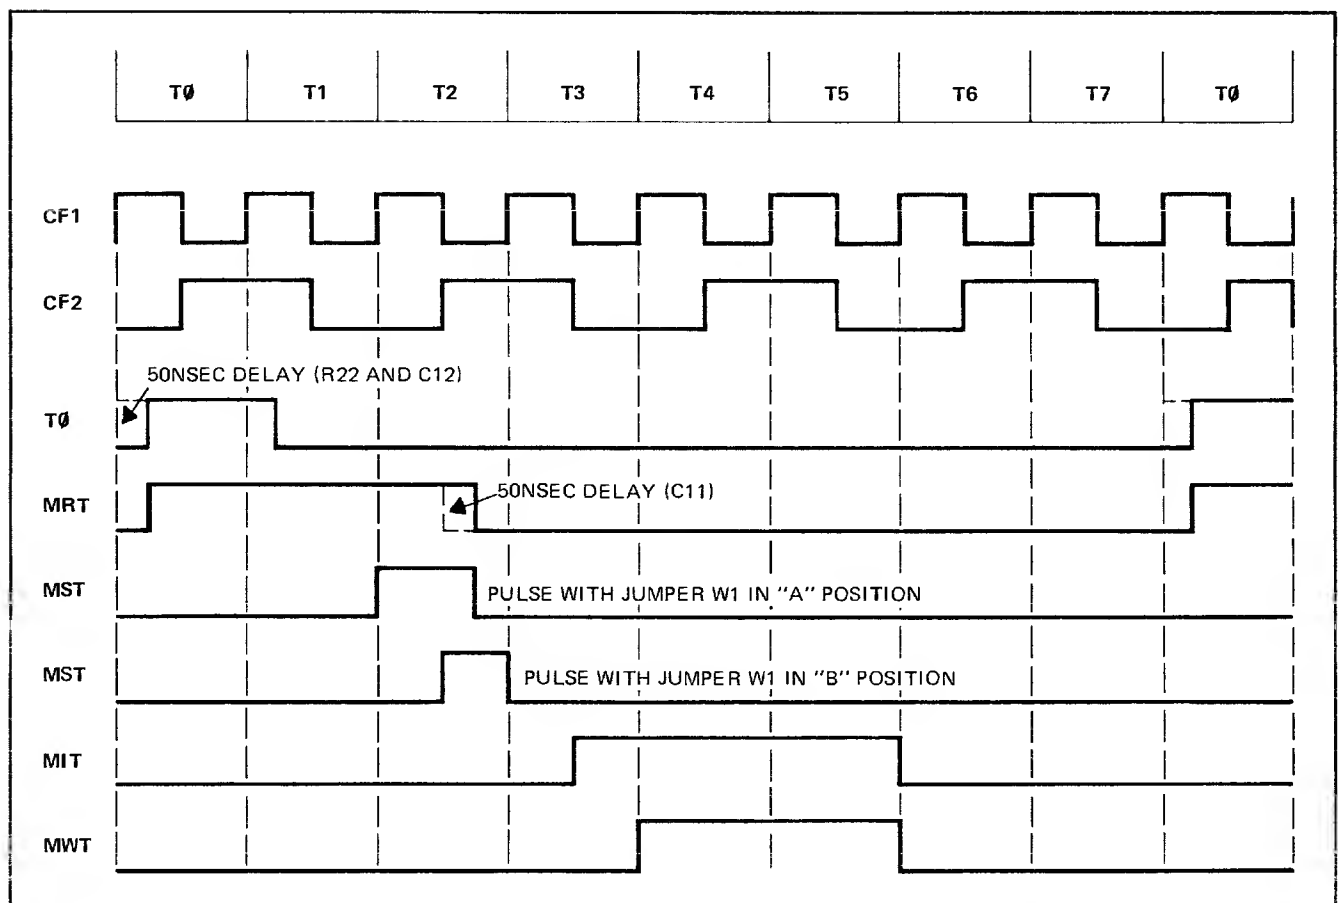 TØ T1 T2 T3 T4 T5 T6 T7 TØ
CF1
CF2
50NSEC DELAY (R22 AND C12)
TØ
MRT
50NSEC DELAY (C11)
MST
PULSE WITH JUMPER W1 IN "A" POSITION
MST
PULSE WITH JUMPER W1 IN "B" POSITION
MIT
MWT